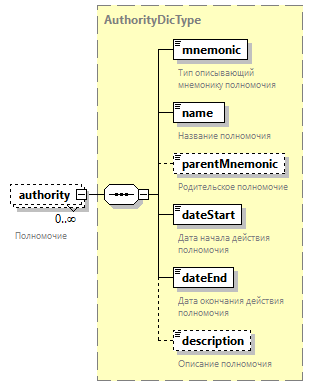 AuthorityDicType
mnemonic
Тип описывающий
мнемонику полномочия
name
Название полномочия
parentMnemonic
Родительское полномочие
authority
0..∞
Полномочие
dateStart
Дата начала действия
полномочия
dateEnd
Дата окончания действия
полномочия
description
Описание полномочия